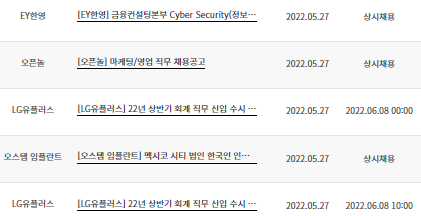 EY한영 [EY한영] 금융컨설팅본부 Cyber Security(정보… 2022.05.27 상시채용
오픈놀 [오픈놀] 마케팅/영업 직무 채용공고 2022.05.27 상시채용
LG유플러스 [LG유플러스] 22년 상반기 회계 직무 신입 수시 … 2022.05.27 2022.06.08 00:00
오스템 임플란트 [오스템 임플란트] 멕시코 시티 법인 한국인 인… 2022.05.27 상시채용
LG유플러스 [LG유플러스] 22년 상반기 회계 직무 신입 수시 … 2022.05.27 2022.06.08 10:00